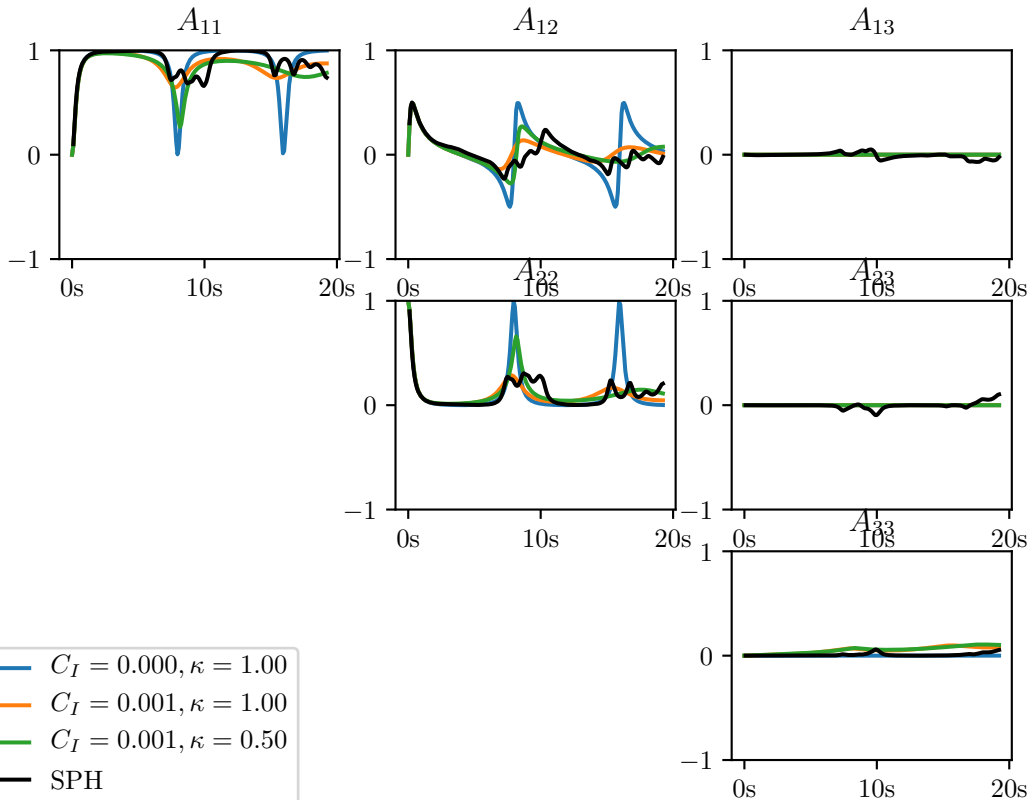 A₁₁ A₁₂ A₁₃
1 1 1
0 0 0
−1 −1 −1
0s 10s 20s 0s 10s 20s 0s 10s 20s
A₂₂ A₂₃
1 1
0 0
−1 −1
0s 10s 20s 0s 10s 20s
A₃₃
1
0
−1
0s 10s 20s
C_I = 0.000, κ = 1.00
C_I = 0.001, κ = 1.00
C_I = 0.001, κ = 0.50
SPH